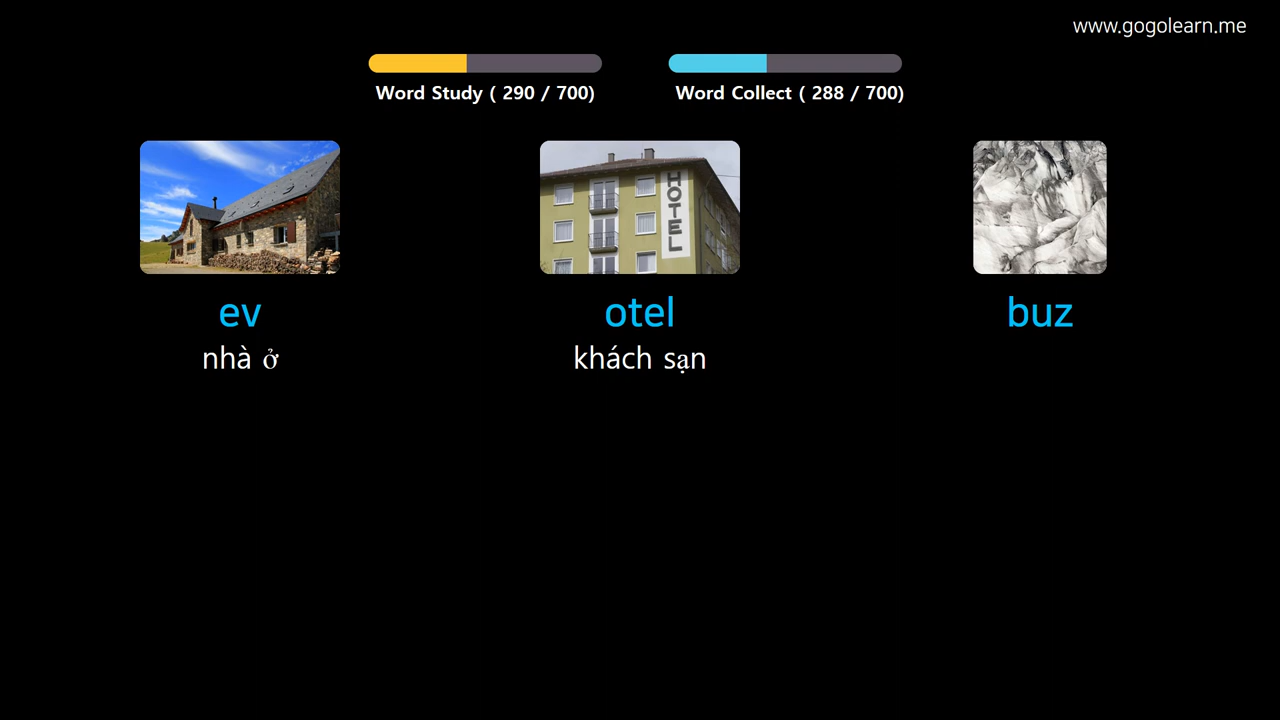 www.gogolearn.me
Word Study ( 290 / 700)
Word Collect ( 288 / 700)
HOTEL
ev
otel
buz
nhà ở
khách sạn